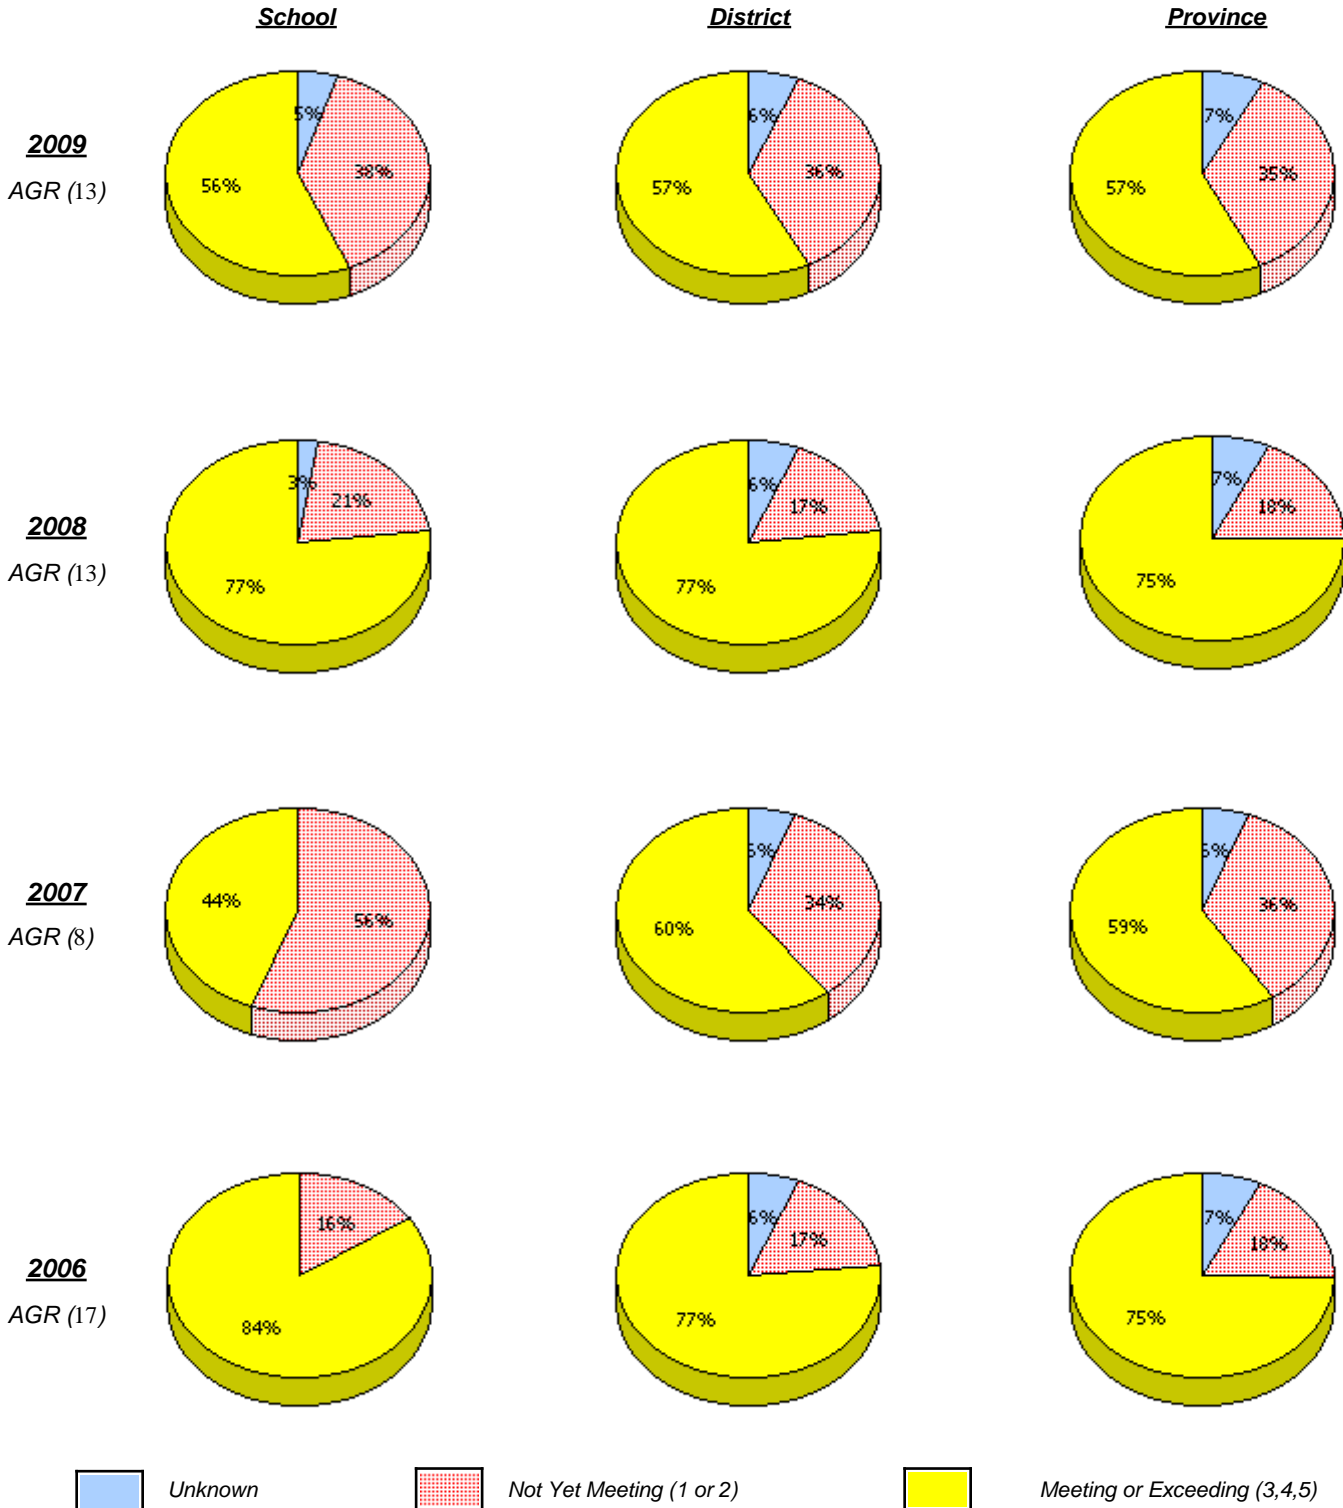 School District Province
2009
AGR (13)
5% 38% 56%
6% 36% 57%
7% 35% 57%
2008
AGR (13)
3% 21% 77%
6% 17% 77%
7% 18% 75%
2007
AGR (8)
44% 56%
34% 60%
36% 59%
2006
AGR (17)
16% 84%
6% 17% 77%
7% 18% 75%
Unknown Not Yet Meeting (1 or 2) Meeting or Exceeding (3,4,5)